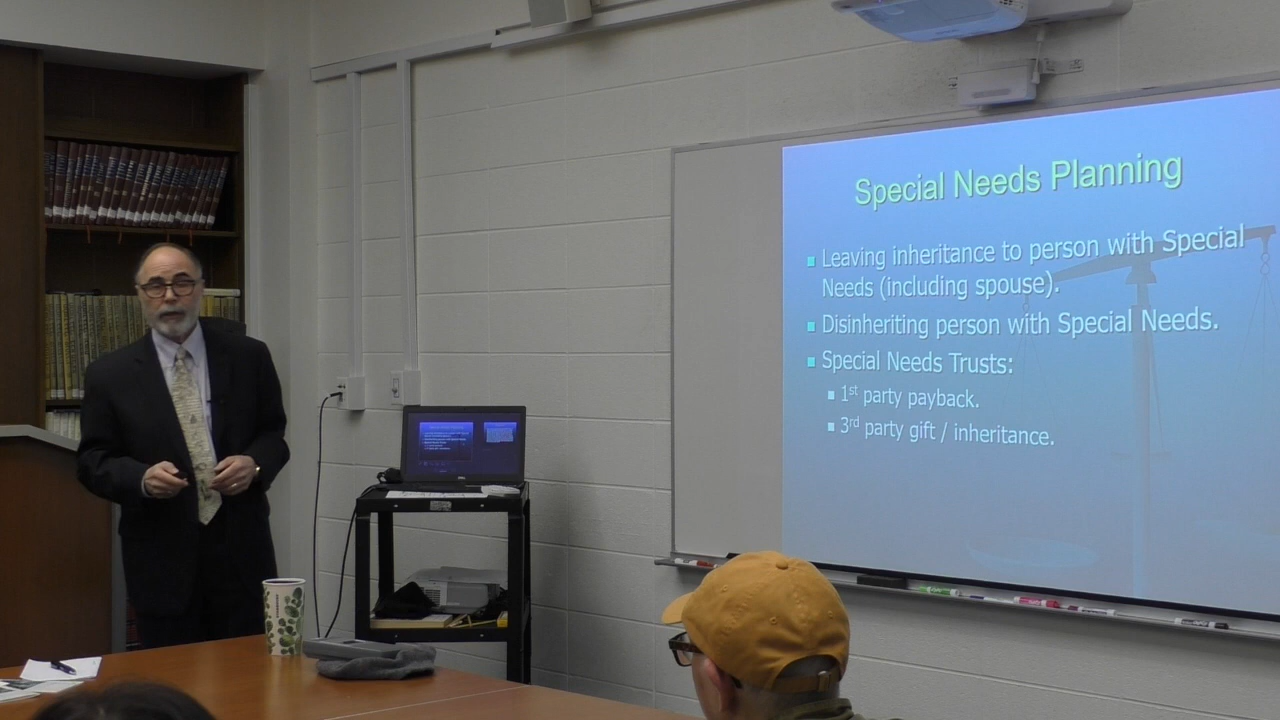 Special Needs Planning
Leaving inheritance to person with Special
Needs (including spouse).
Disinheriting person with Special Needs.
Special Needs Trusts:
1st party payback.
3rd party gift / inheritance.